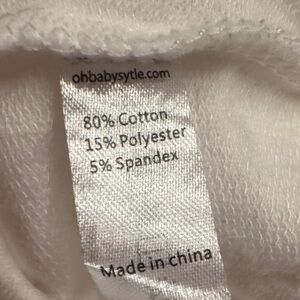 ohbabysytle.com
80% Cotton
15% Polyester
5% Spandex
Made in china